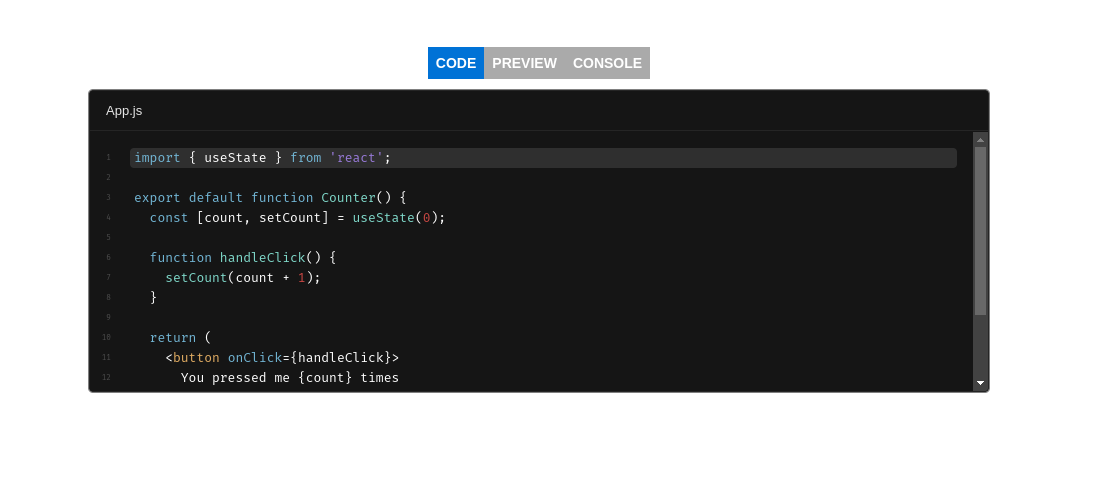 CODE PREVIEW CONSOLE
App.js
1 import { useState } from 'react';
2
3 export default function Counter() {
4 const [count, setCount] = useState(0);
5
6 function handleClick() {
7 setCount(count + 1);
8 }
9
10 return (
11 <button onClick={handleClick}>
12 You pressed me {count} times